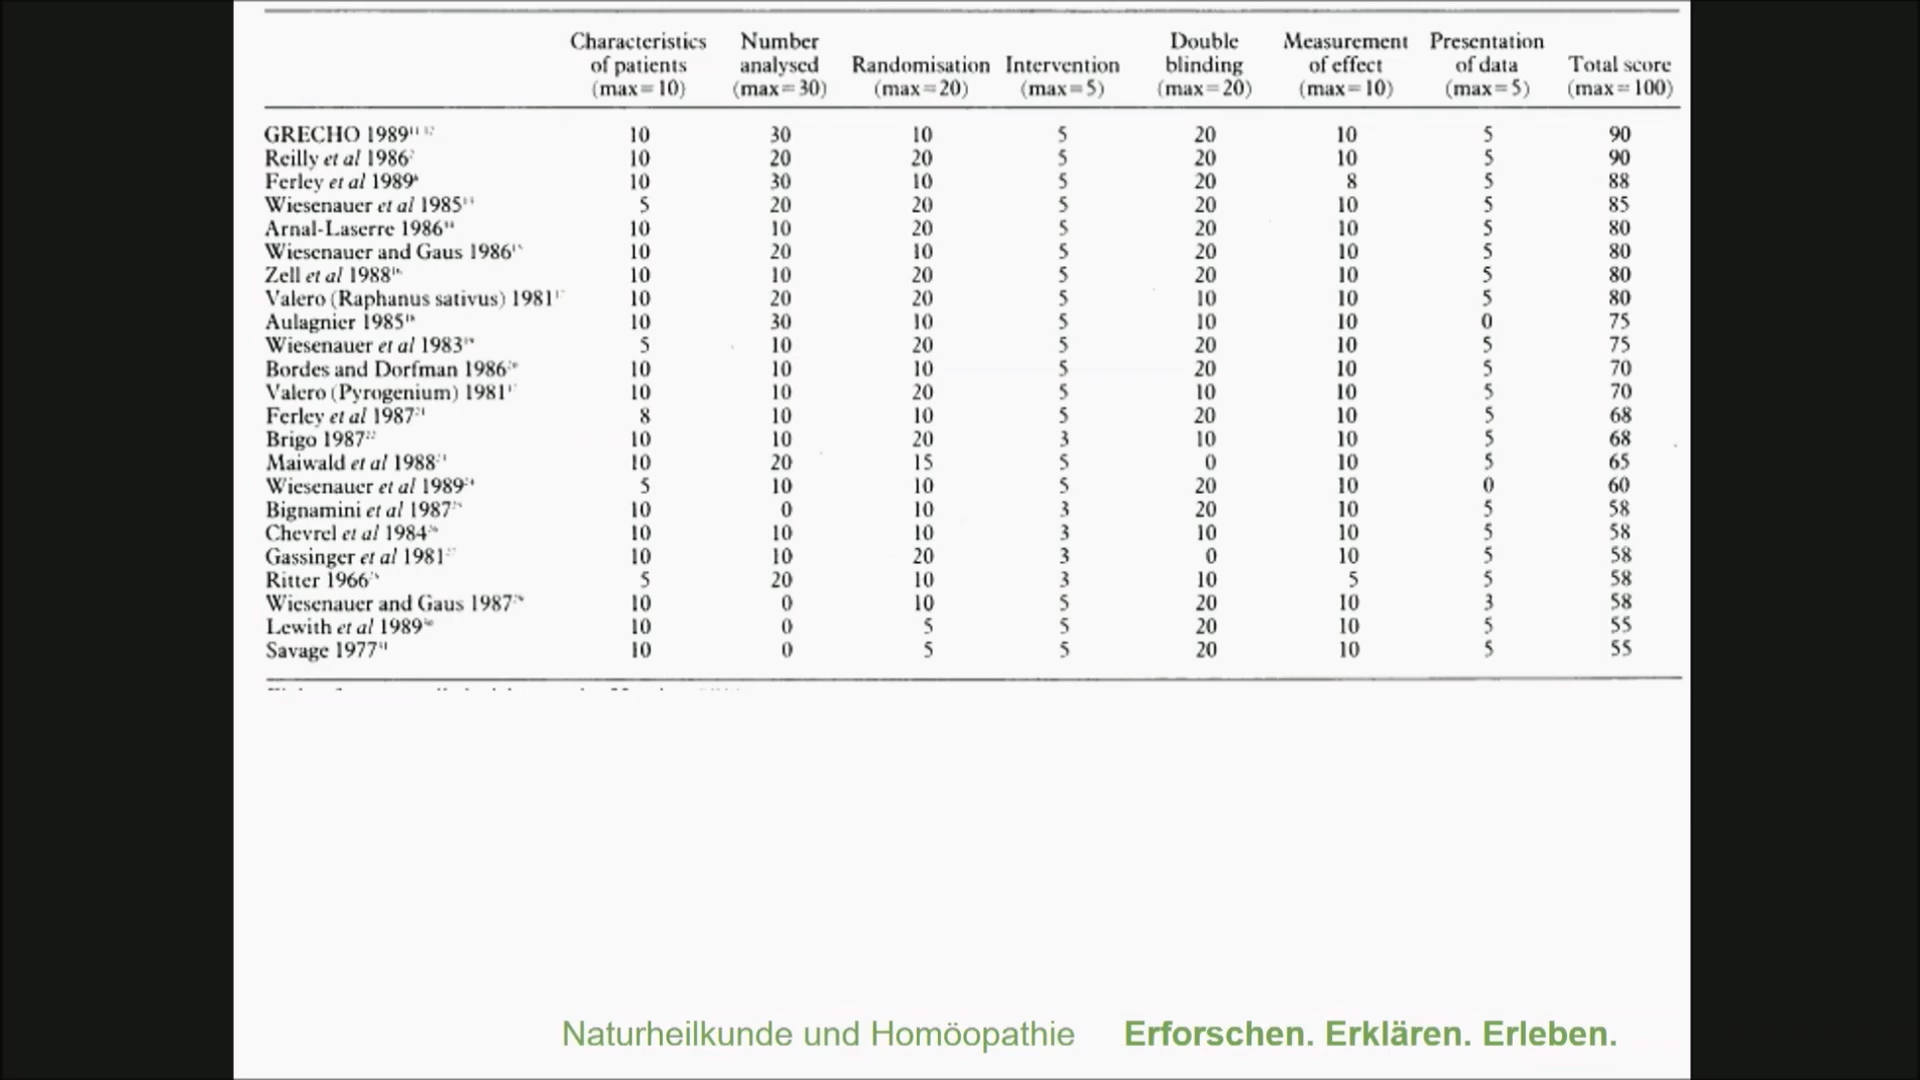 Characteristics Number Double Measurement Presentation
of patients analysed Randomisation Intervention blinding of effect of data Total score
(max=10) (max=30) (max=20) (max=5) (max=20) (max=10) (max=5) (max=100)
GRECHO 1989 10 30 10 5 20 10 5 90
Reilly et al 1986 10 20 20 5 20 10 5 90
Ferley et al 1989 10 30 10 5 20 8 5 88
Wiesenauer et al 1985 5 20 20 5 20 10 5 85
Arnal-Laserre 1986 10 10 20 5 20 10 5 80
Wiesenauer and Gaus 1986 10 20 10 5 20 10 5 80
Zell et al 1988 10 10 20 5 20 10 5 80
Valero (Raphanus sativus) 1981 10 20 20 5 10 10 5 80
Aulagnier 1985 10 30 10 5 10 10 0 75
Wiesenauer et al 1983 5 10 20 5 20 10 5 75
Bordes and Dorfman 1986 10 10 10 5 20 10 5 70
Valero (Pyrogenium) 1981 10 10 20 5 10 10 5 70
Ferley et al 1987 8 10 10 5 20 10 5 68
Brigo 1987 10 10 20 3 10 10 5 68
Maiwald et al 1988 10 20 15 5 0 10 5 65
Wiesenauer et al 1989 5 10 10 5 20 10 0 60
Bignamini et al 1987 10 0 10 3 20 10 5 58
Chevrel et al 1984 10 10 10 3 10 10 5 58
Gassinger et al 1981 10 10 20 3 0 10 5 58
Ritter 1966 5 20 10 3 10 5 5 58
Wiesenauer and Gaus 1987 10 0 10 5 20 10 3 58
Lewith et al 1989 10 0 5 5 20 10 5 55
Savage 1977 10 0 5 5 20 10 5 55
Naturheilkunde und Homöopathie Erforschen. Erklären. Erleben.